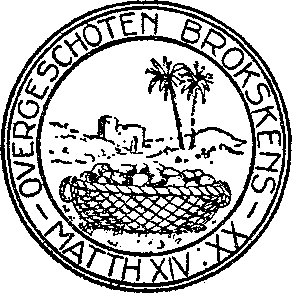 OVERGESCHOTEN BROKSKENS
– MATTH XIV : XX –